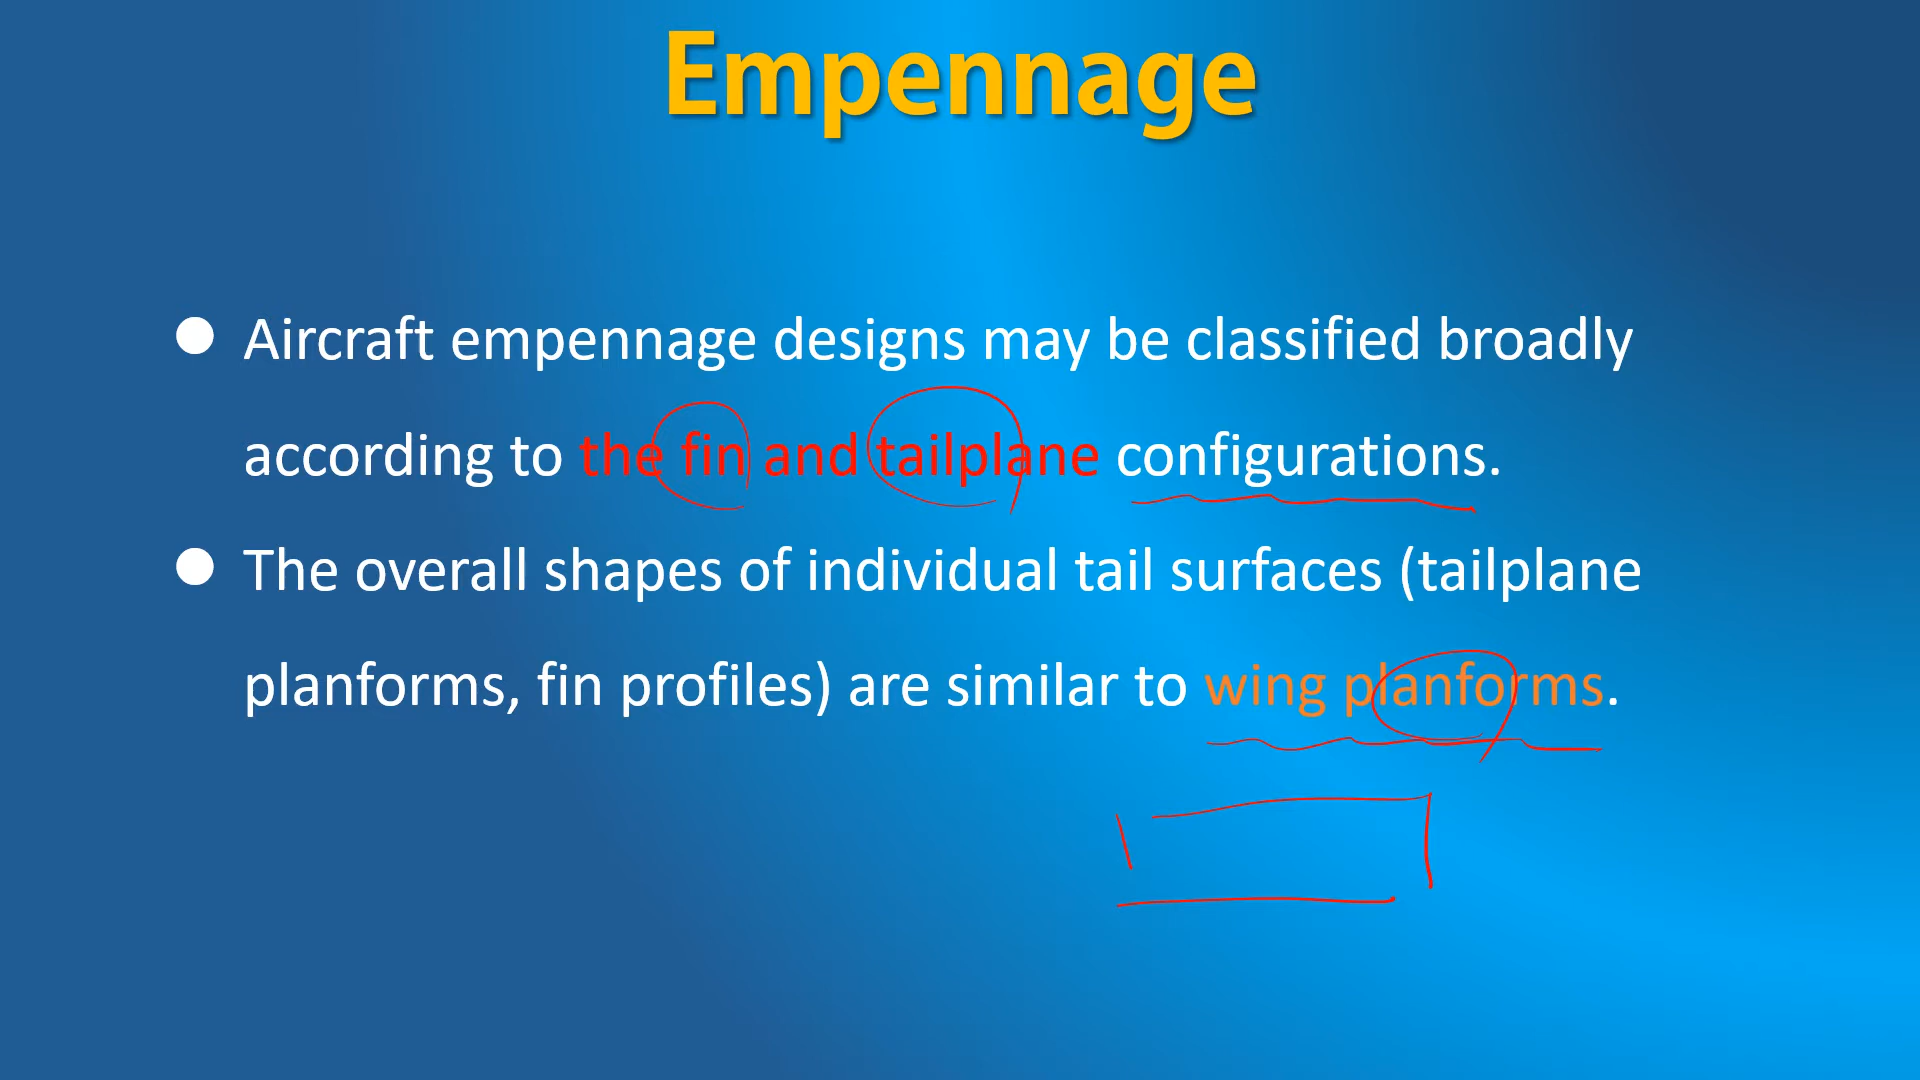 Empennage
● Aircraft empennage designs may be classified broadly
according to the fin and tailplane configurations.
● The overall shapes of individual tail surfaces (tailplane
planforms, fin profiles) are similar to wing planforms.